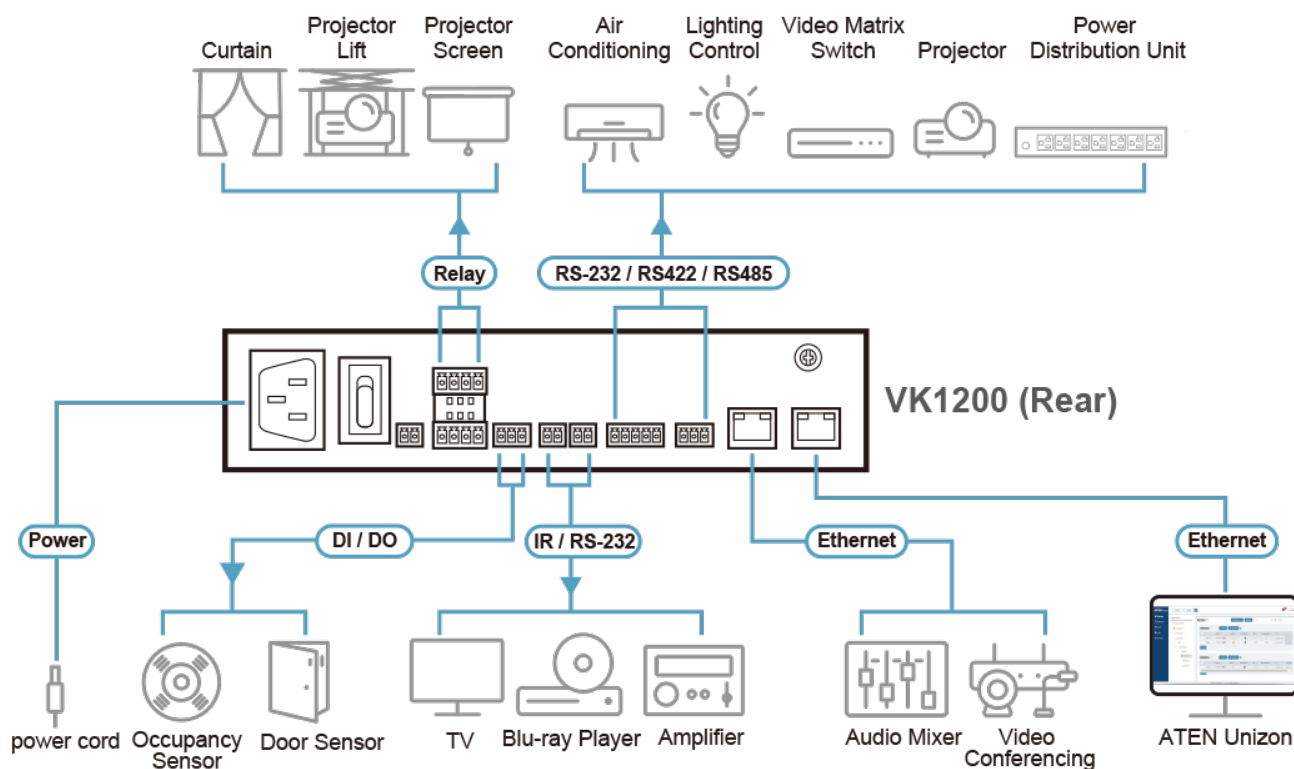 Curtain
Projector
Lift
Projector
Screen
Air
Conditioning
Lighting
Control
Video Matrix
Switch
Projector
Power
Distribution Unit
Relay
RS-232 / RS422 / RS485
VK1200 (Rear)
Power
DI / DO
IR / RS-232
Ethernet
Ethernet
power cord
Occupancy
Sensor
Door Sensor
TV
Blu-ray Player
Amplifier
Audio Mixer
Video
Conferencing
ATEN Unizon